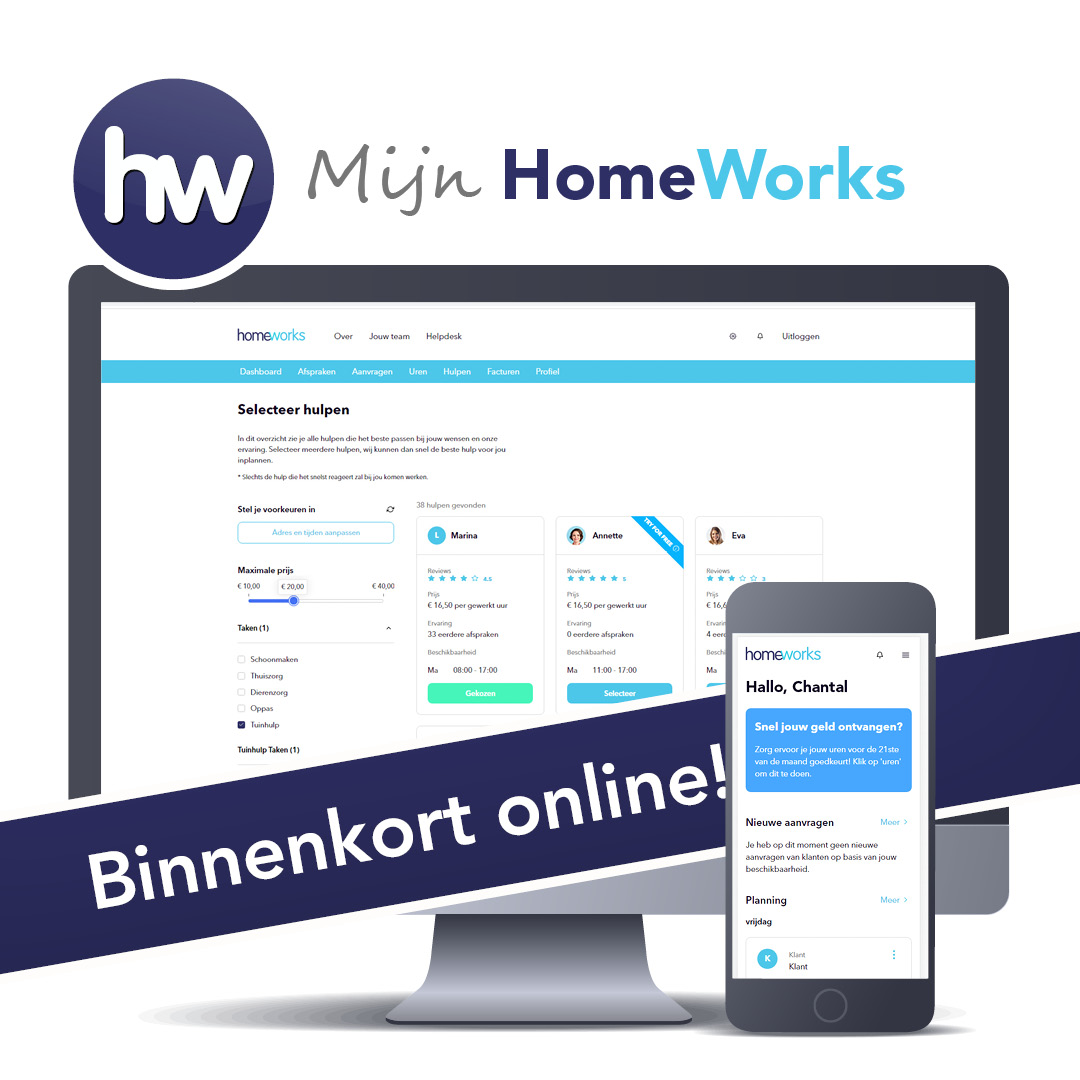 hw
Mijn HomeWorks
homeworks Over Jouw team Helpdesk Uitloggen
Dashboard Afspraken Aanvragen Uren Hulpen Facturen Profiel
Selecteer hulpen
In dit overzicht zie je alle hulpen die het beste passen bij jouw wensen en onze
ervaring. Selecteer meerdere hulpen, wij kunnen dan snel de beste hulp voor jou
inplannen.
* Slechts de hulp die het snelst reageert zal bij jou komen werken.
Stel je voorkeuren in
Adres en tijden aanpassen
Maximale prijs
€ 10,00 € 20,00 € 40,00
Taken (1)
Schoonmaken
Thuiszorg
Dierenzorg
Oppas
Tuinhulp
Tuinhulp Taken (1)
38 hulpen gevonden
L Marina
Reviews
4.5
Prijs
€ 16,50 per gewerkt uur
Ervaring
33 eerdere afspraken
Beschikbaarheid
Ma 08:00 - 17:00
Gekozen
Annette
TRY FOR FREE
Reviews
5
Prijs
€ 16,50 per gewerkt uur
Ervaring
0 eerdere afspraken
Beschikbaarheid
Ma 11:00 - 17:00
Selecteer
Eva
Reviews
3
Prijs
€ 16,6
Ervaring
4 eer
Beschik
Ma
Binnenkort online!
homeworks
Hallo, Chantal
Snel jouw geld ontvangen?
Zorg ervoor je jouw uren voor de 21ste
van de maand goedkeurt! Klik op 'uren'
om dit te doen.
Nieuwe aanvragen Meer
Je heb op dit moment geen nieuwe
aanvragen van klanten op basis van jouw
beschikbaarheid.
Planning Meer
vrijdag
K Klant
Klant